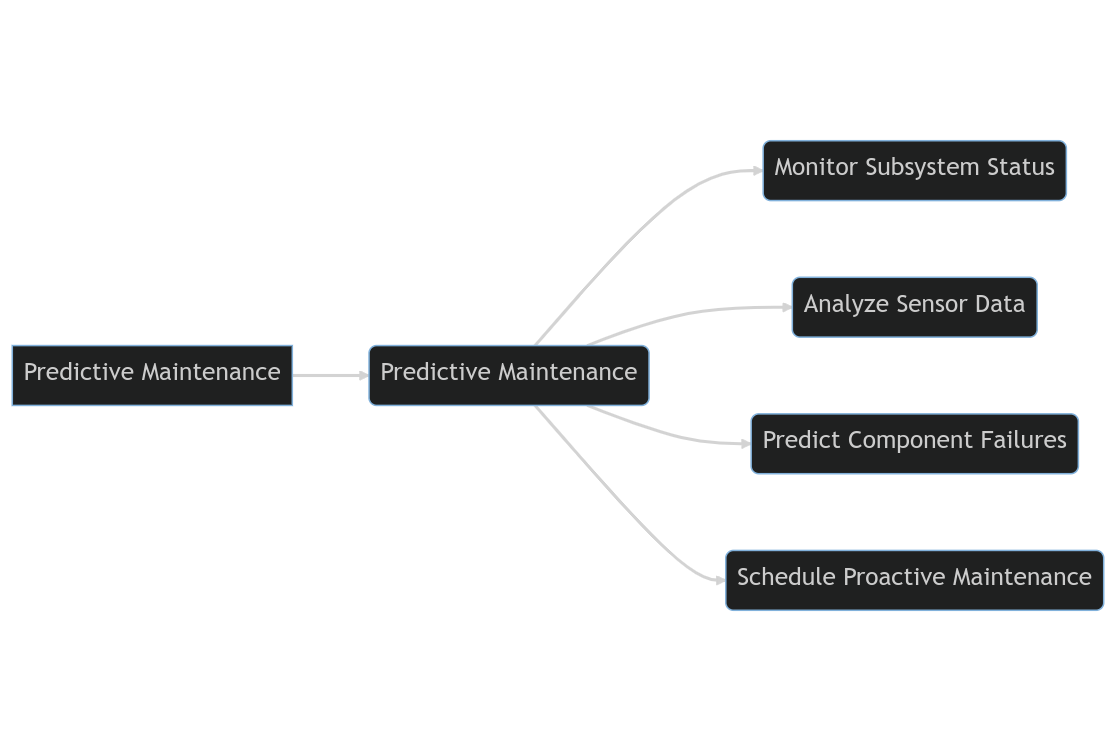 Predictive Maintenance
Predictive Maintenance
Monitor Subsystem Status
Analyze Sensor Data
Predict Component Failures
Schedule Proactive Maintenance